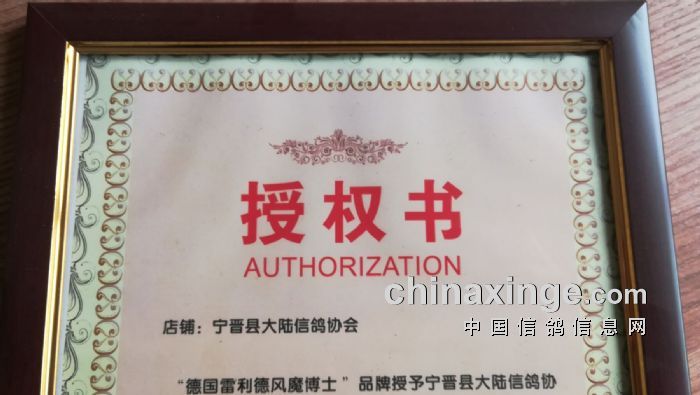 授权书
AUTHORIZATION
chinaxinge.com
店铺：宁晋县大陆信鸽协会
中国信鸽信息网
“德国雷利德风魔博士”品牌授予宁晋县大陆信鸽协